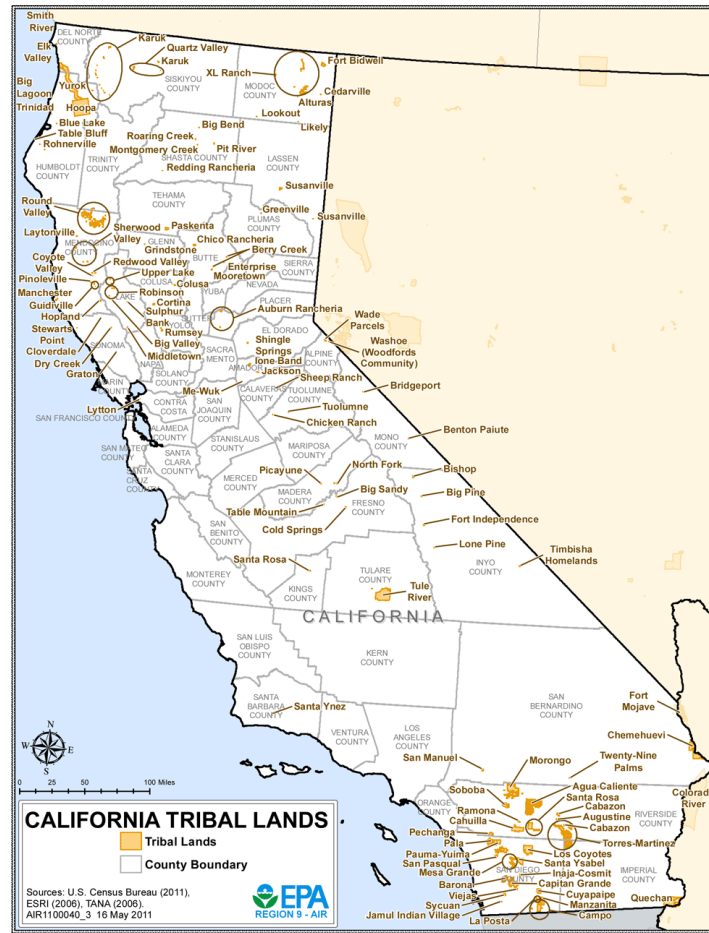 Smith
River
DEL NORTE
COUNTY
Karuk
Quartz Valley
Elk
Valley
Karuk
SISKIYOU
COUNTY
XL Ranch
Fort Bidwell
MODOC
COUNTY
Cedarville
Alturas
Big
Lagoon
Yurok
Trinidad
Hoopa
Lookout
Likely
Blue Lake
Table Bluff
Rohnerville
Big Bend
Roaring Creek
Montgomery Creek
Pit River
SHASTA COUNTY
HUMBOLDT
COUNTY
TRINITY
COUNTY
LASSEN
COUNTY
Redding Rancheria
Susanville
TEHAMA
COUNTY
Round
Valley
Greenville
PLUMAS
COUNTY
Susanville
Laytonville
Sherwood
Valley
Paskenta
MENDOCINO
COUNTY
GLENN
Grindstone
Chico Rancheria
BUTTE
Berry Creek
SIERRA
COUNTY
Coyote
Valley
Redwood Valley
Enterprise
Mooretown
Pinoleville
Upper Lake
COLUSA
Colusa
YUBA
NEVADA
Manchester
Robinson
LAKE
Cortina
PLACER
Guidiville
Sulphur
Bank
SUTTER
Auburn Rancheria
Hopland
YOLO
Rumsey
Wade
Parcels
Stewarts
Point
Big Valley
EL DORADO
Cloverdale
SONOMA
Middletown
SACRA
MENTO
Shingle
Springs
ALPINE
COUNTY
Washoe
(Woodfords
Community)
Dry Creek
NAPA
Ione Band
AMADOR
Jackson
Graton
SOLANO
COUNTY
Sheep Ranch
MARIN
COUNTY
Me-Wuk
CALAVERAS
COUNTY
TUOLUMNE
COUNTY
Bridgeport
Lytton
CONTRA
COSTA
SAN
JOAQUIN
COUNTY
Tuolumne
SAN FRANCISCO COUNTY
Chicken Ranch
ALAMEDA
COUNTY
STANISLAUS
COUNTY
MONO
COUNTY
Benton Paiute
SAN MATEO
COUNTY
SANTA
CLARA
COUNTY
MARIPOSA
COUNTY
SANTA
CRUZ
COUNTY
MERCED
COUNTY
Picayune
North Fork
Bishop
MADERA
COUNTY
Big Sandy
Big Pine
Table Mountain
FRESNO
COUNTY
SAN
BENITO
COUNTY
Cold Springs
Fort Independence
Lone Pine
Santa Rosa
INYO
COUNTY
Timbisha
Homelands
MONTEREY
COUNTY
KINGS
COUNTY
TULARE
COUNTY
Tule
River
CALIFORNIA
SAN LUIS
OBISPO
COUNTY
KERN
COUNTY
SANTA
BARBARA
COUNTY
Santa Ynez
SAN
BERNARDINO
COUNTY
Fort
Mojave
VENTURA
COUNTY
LOS
ANGELES
COUNTY
Chemehuevi
San Manuel
Morongo
Twenty-Nine
Palms
Soboba
Agua Caliente
ORANGE
COUNTY
Santa Rosa
Colorado
River
Ramona
Cabazon
RIVERSIDE
COUNTY
Cahuilla
Augustine
Pechanga
Cabazon
Pala
Torres-Martinez
Pauma-Yuima
Los Coyotes
San Pasqual
Santa Ysabel
Mesa Grande
SAN DIEGO
COUNTY
Inaja-Cosmit
IMPERIAL
COUNTY
Barona
Capitan Grande
Viejas
Cuyapaipe
Quechan
Sycuan
Manzanita
Jamul Indian Village
La Posta
Campo
N
W
E
S
0
25
50
100 Miles
CALIFORNIA TRIBAL LANDS
Tribal Lands
County Boundary
Sources: U.S. Census Bureau (2011),
ESRI (2006), TANA (2006).
AIR1100040_3 16 May 2011
EPA
REGION 9 - AIR